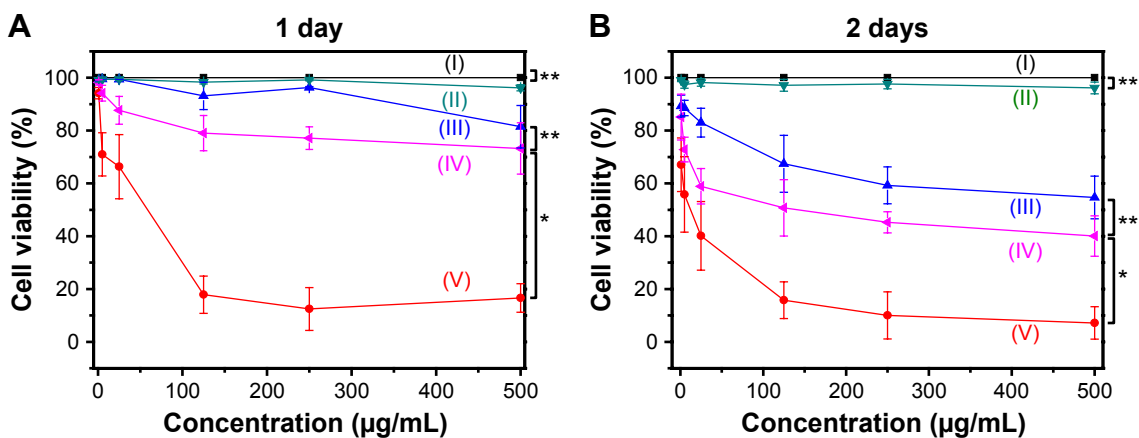 A
1 day
Cell viability (%)
100
80
60
40
20
0
(I)
(II)
(III)
(IV)
(V)
**
**
*
0
100
200
300
400
500
Concentration (µg/mL)
B
2 days
Cell viability (%)
100
80
60
40
20
0
(I)
(II)
(III)
(IV)
(V)
**
**
*
0
100
200
300
400
500
Concentration (µg/mL)